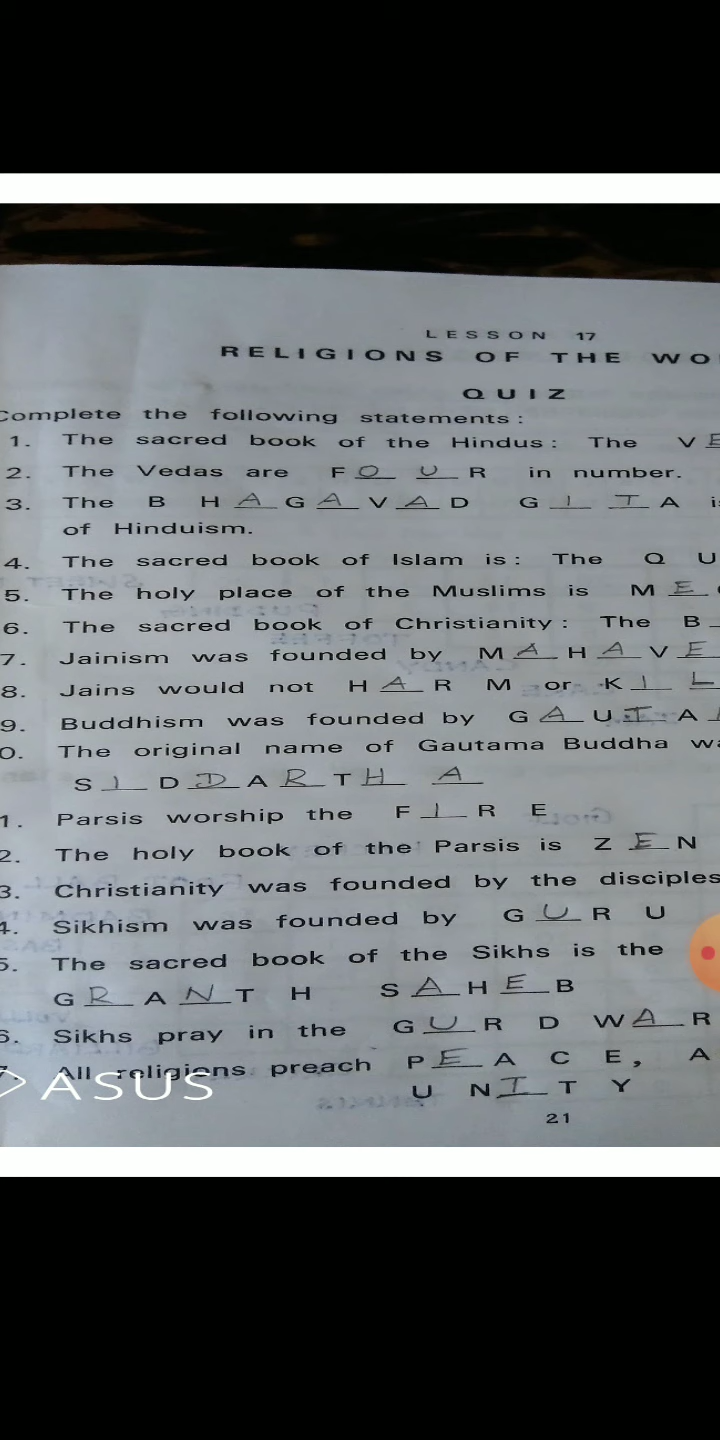 LESSON 17
RELIGIONS OF THE WO
QUIZ
Complete the following statements:
1. The sacred book of the Hindus: The VE
2. The Vedas are FOUR in number.
3. The BHAGAVAD GITA is
of Hinduism.
4. The sacred book of Islam is: The QU
5. The holy place of the Muslims is ME
6. The sacred book of Christianity: The B
7. Jainism was founded by MAHAVE
8. Jains would not HARM or KIL
9. Buddhism was founded by GAUTA
0. The original name of Gautama Buddha wa
SIDDARTHA
1. Parsis worship the FIRE
2. The holy book of the Parsis is ZEN
3. Christianity was founded by the disciples
4. Sikhism was founded by GURU
5. The sacred book of the Sikhs is the
GRANTH SAHEB
6. Sikhs pray in the GURDWAR
7. All religions preach PEACE, A
UNITY
21
ASUS